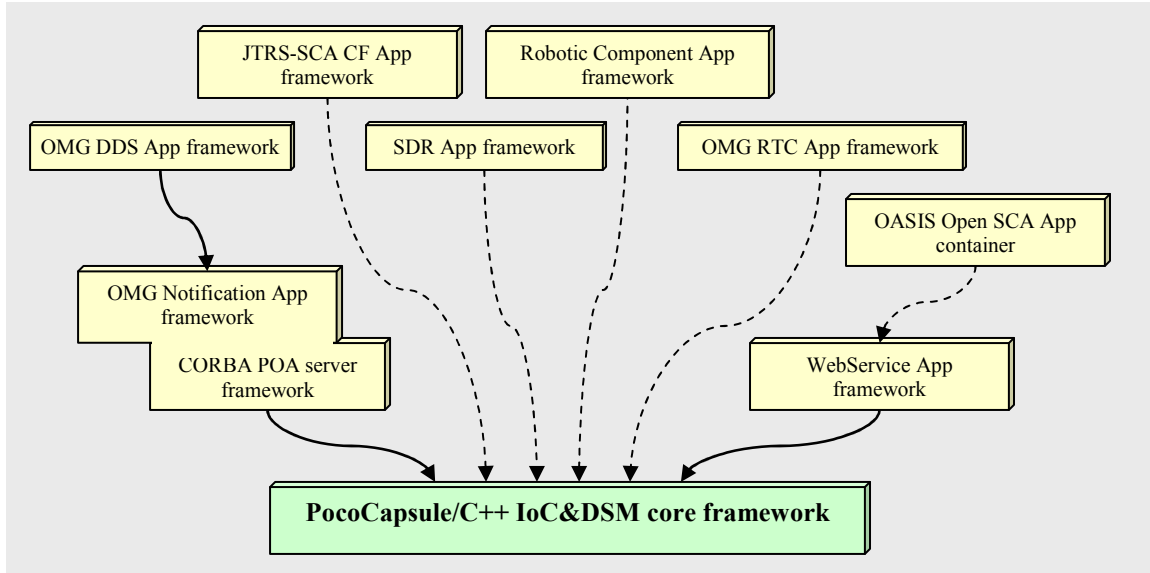 JTRS-SCA CF App
framework
Robotic Component App
framework
OMG DDS App framework
SDR App framework
OMG RTC App framework
OASIS Open SCA App
container
OMG Notification App
framework
CORBA POA server
framework
WebService App
framework
PocoCapsule/C++ IoC&DSM core framework